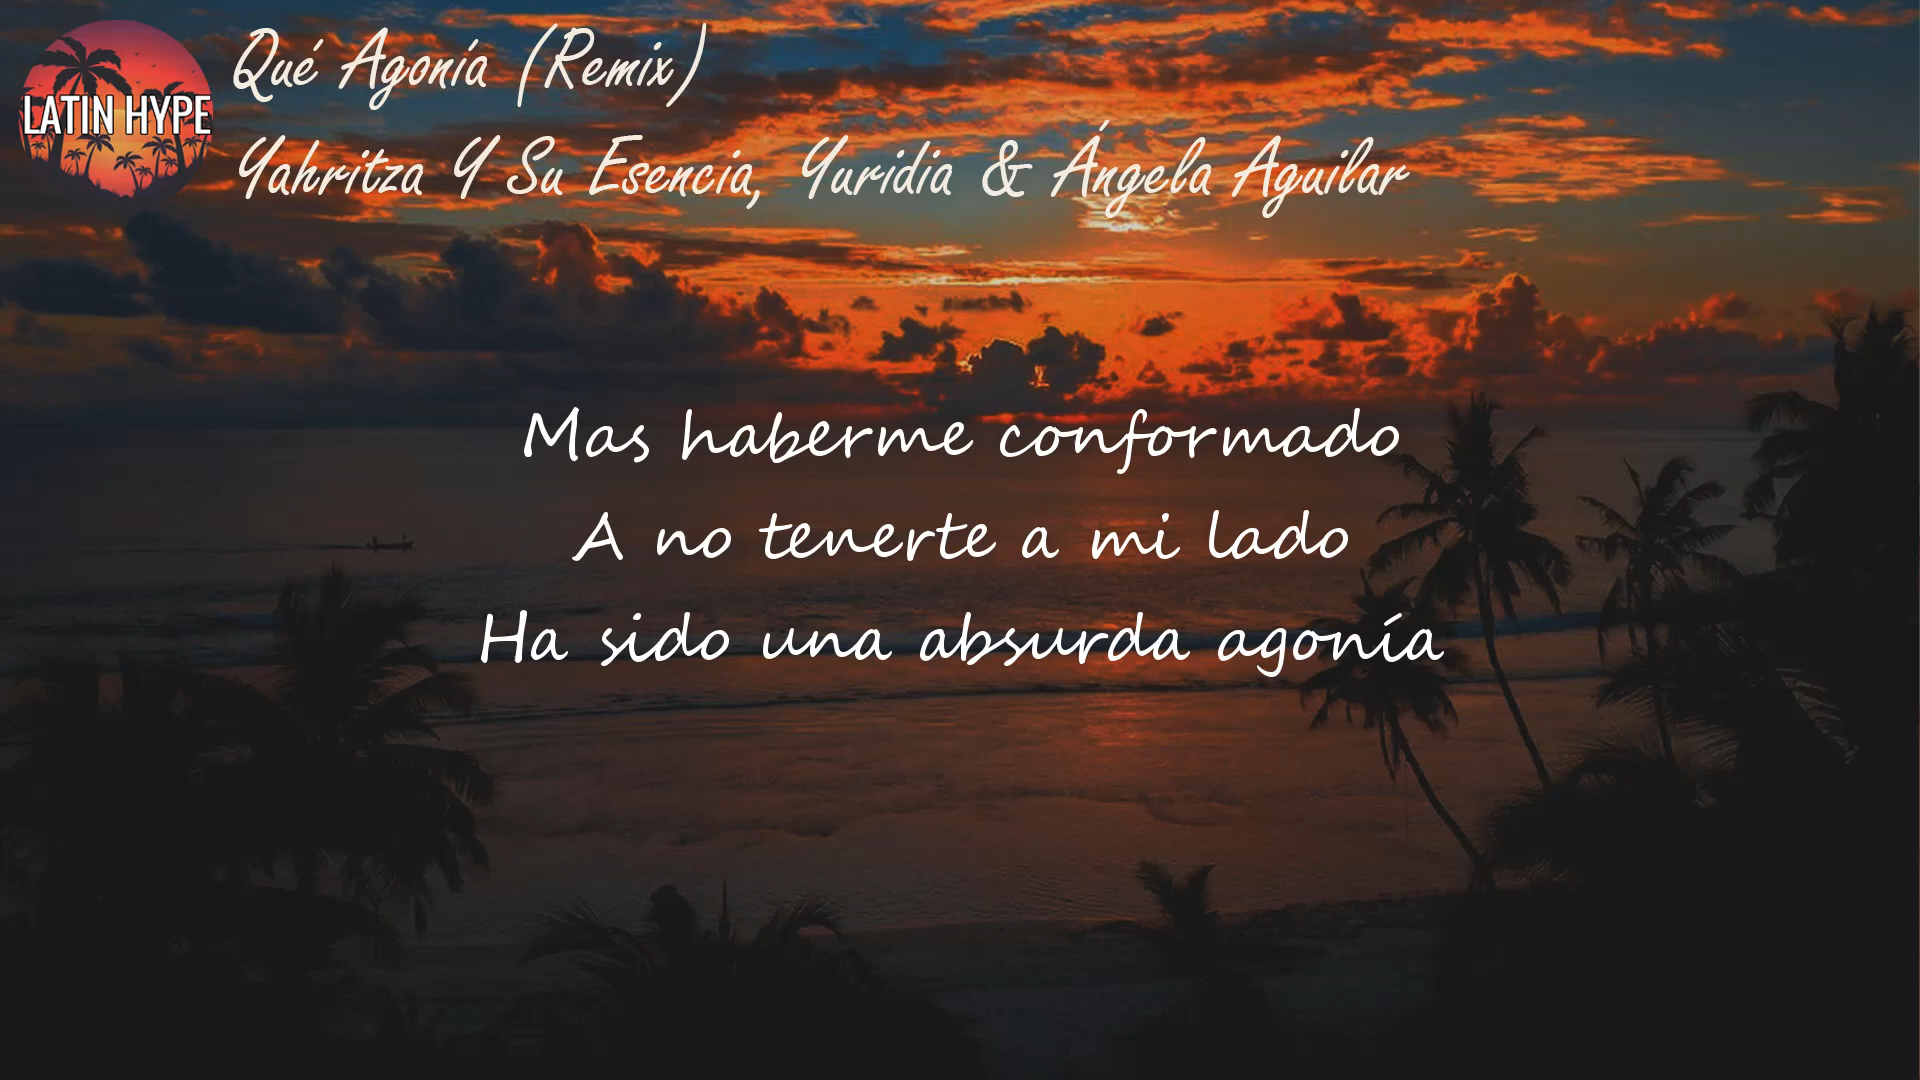 LATIN HYPE
Qué Agonía (Remix)
Yahritza Y Su Esencia, Yuridia & Ángela Aguilar
Mas haberme conformado
A no tenerte a mi lado
Ha sido una absurda agonía